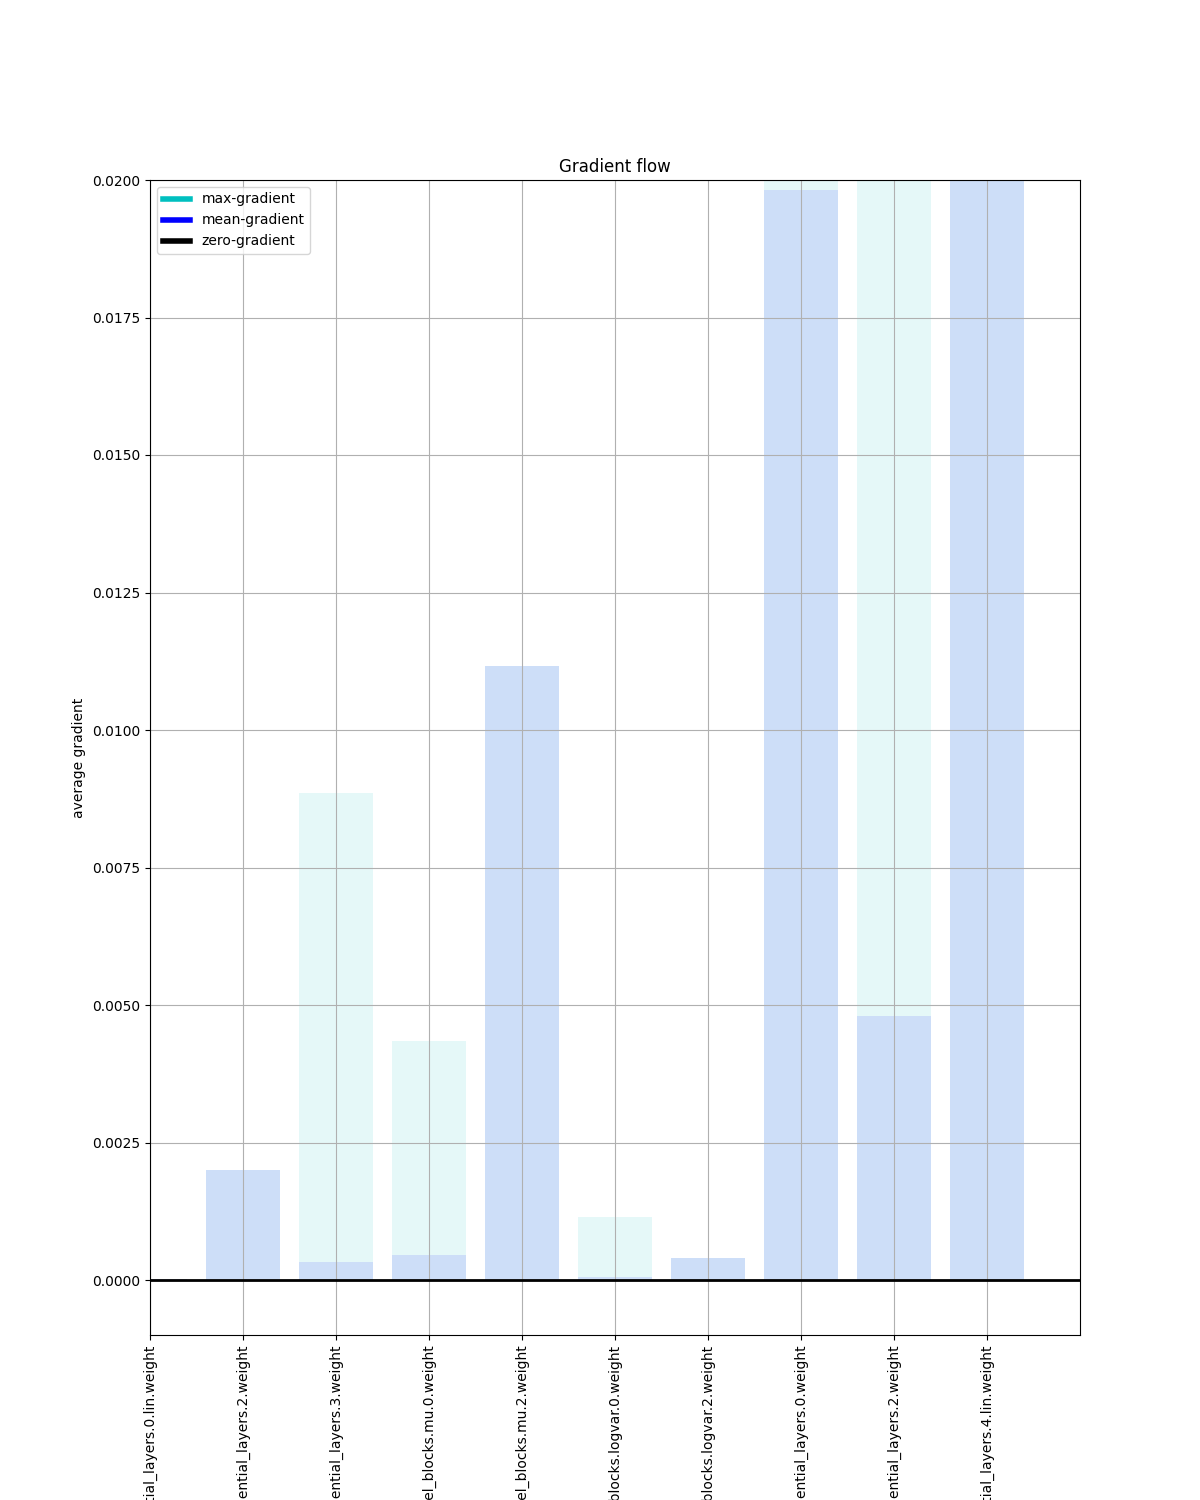 Gradient flow
max-gradient
mean-gradient
zero-gradient
average gradient
0.0200
0.0175
0.0150
0.0125
0.0100
0.0075
0.0050
0.0025
0.0000
tial_layers.0.lin.weight
ential_layers.2.weight
ential_layers.3.weight
el_blocks.mu.0.weight
el_blocks.mu.2.weight
blocks.logvar.0.weight
blocks.logvar.2.weight
ential_layers.0.weight
ential_layers.2.weight
tial_layers.4.lin.weight